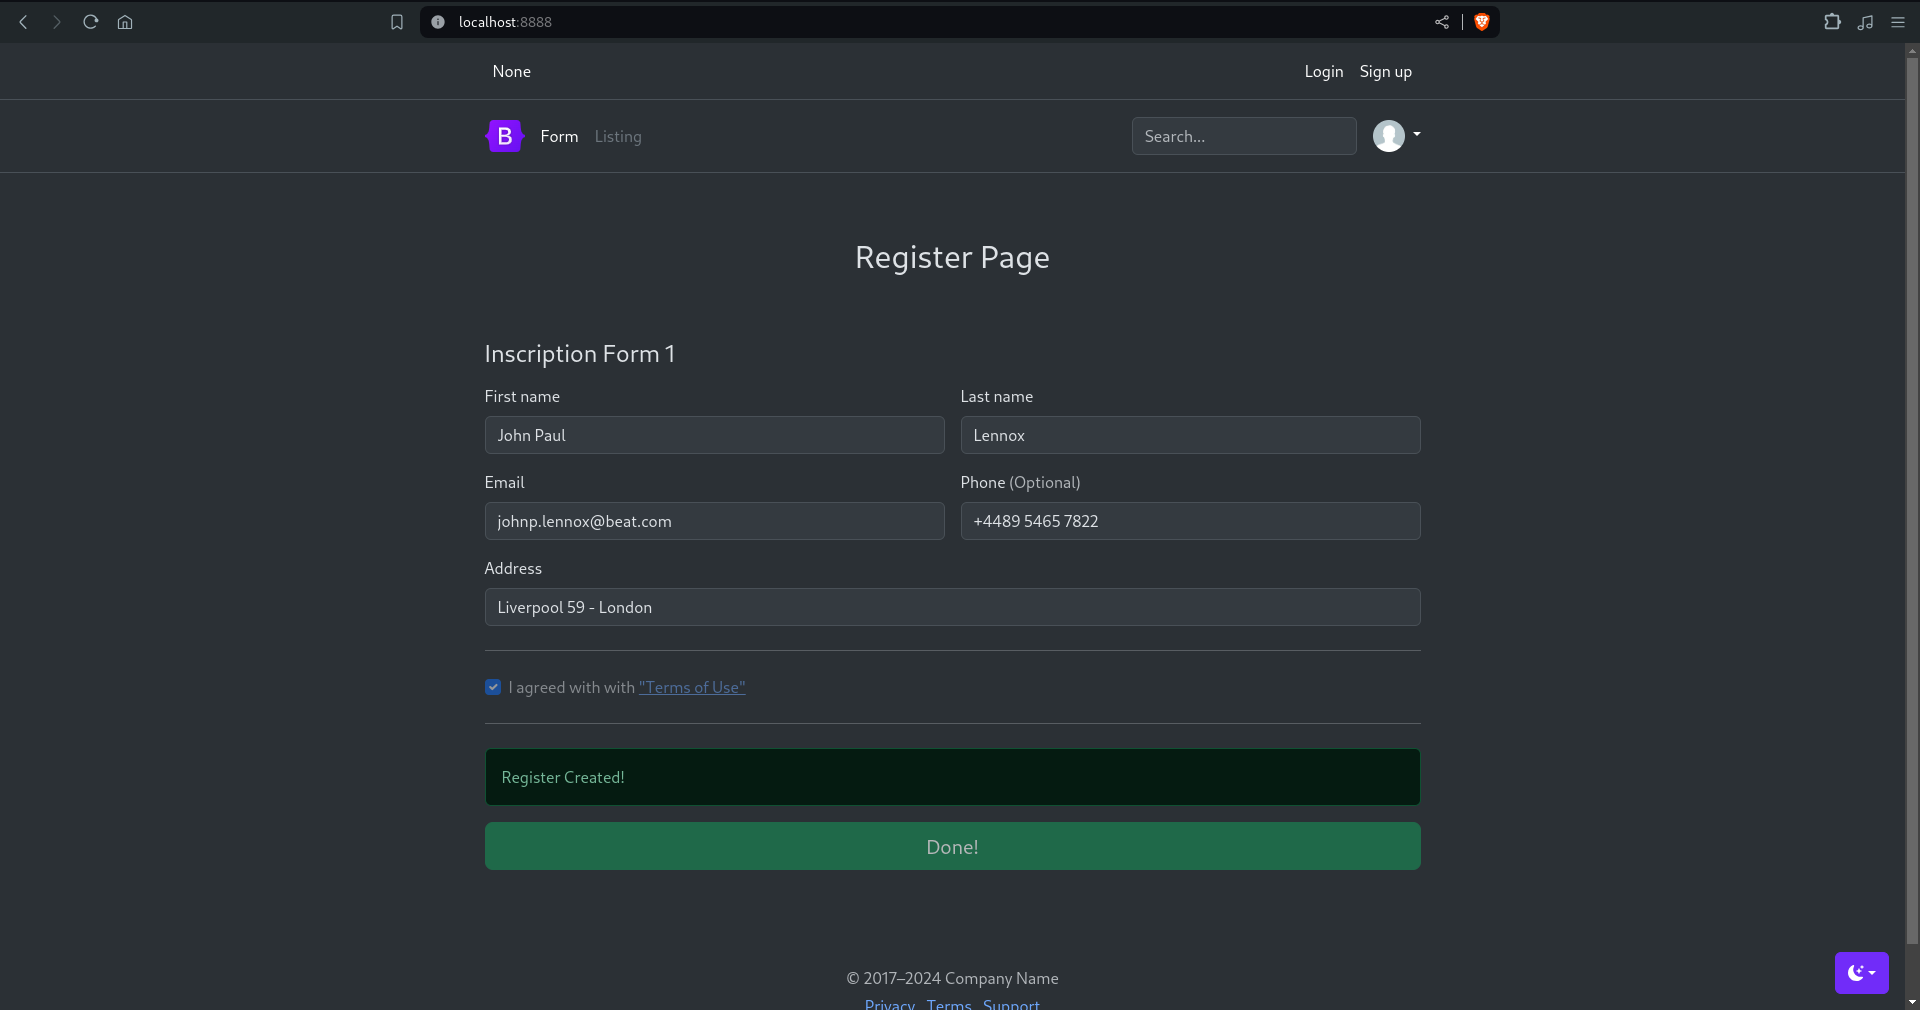 localhost:8888
None Login Sign up
B Form Listing Search...
Register Page
Inscription Form 1
First name Last name
John Paul Lennox
Email Phone (Optional)
johnp.lennox@beat.com +4489 5465 7822
Address
Liverpool 59 - London
I agreed with with "Terms of Use"
Register Created!
Done!
© 2017–2024 Company Name
Privacy Terms Support